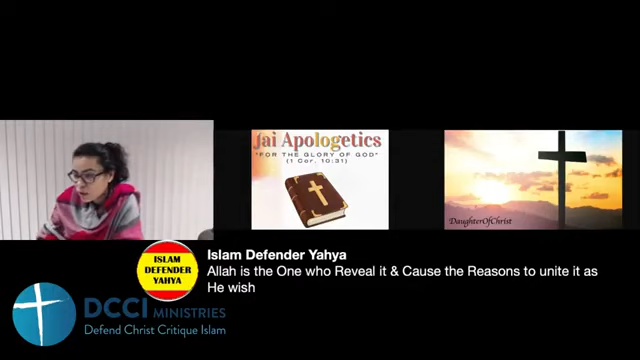 Jai Apologetics
"FOR THE GLORY OF GOD"
(1 Cor. 10:31)
DaughterOfChrist
ISLAM
DEFENDER
YAHYA
Islam Defender Yahya
Allah is the One who Reveal it & Cause the Reasons to unite it as
He wish
DCCI MINISTRIES
Defend Christ Critique Islam